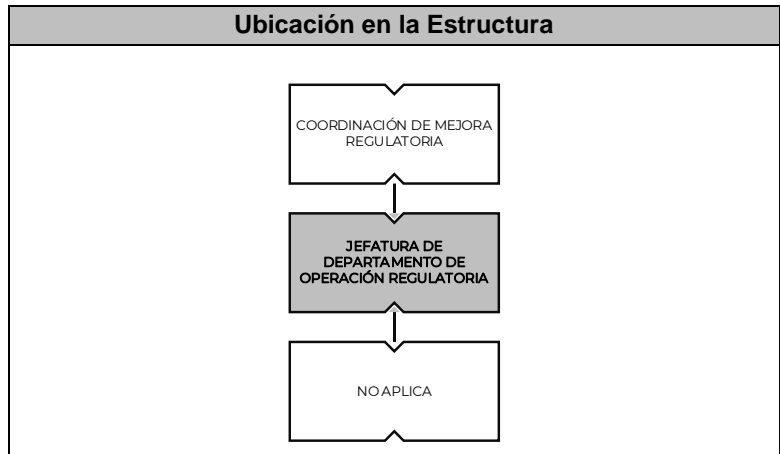 Ubicación en la Estructura
COORDINACIÓN DE MEJORA
REGULATORIA
JEFATURA DE
DEPARTAMENTO DE
OPERACIÓN REGULATORIA
NO APLICA